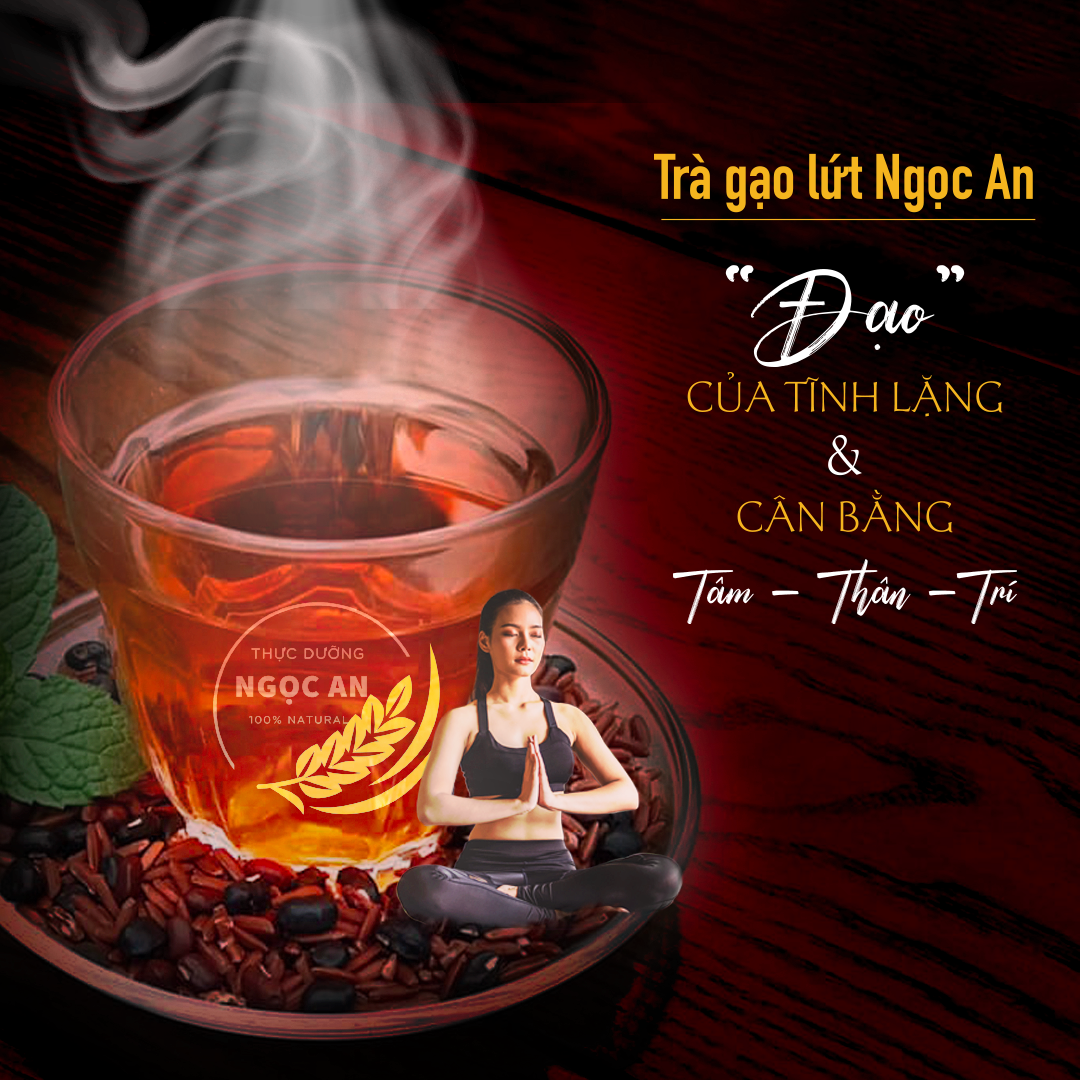 Trà gạo lứt Ngọc An
“Đạo”
CỦA TĨNH LẶNG
&
CÂN BẰNG
Tâm – Thân – Trí
THỰC DƯỠNG
NGỌC AN
100% NATURAL